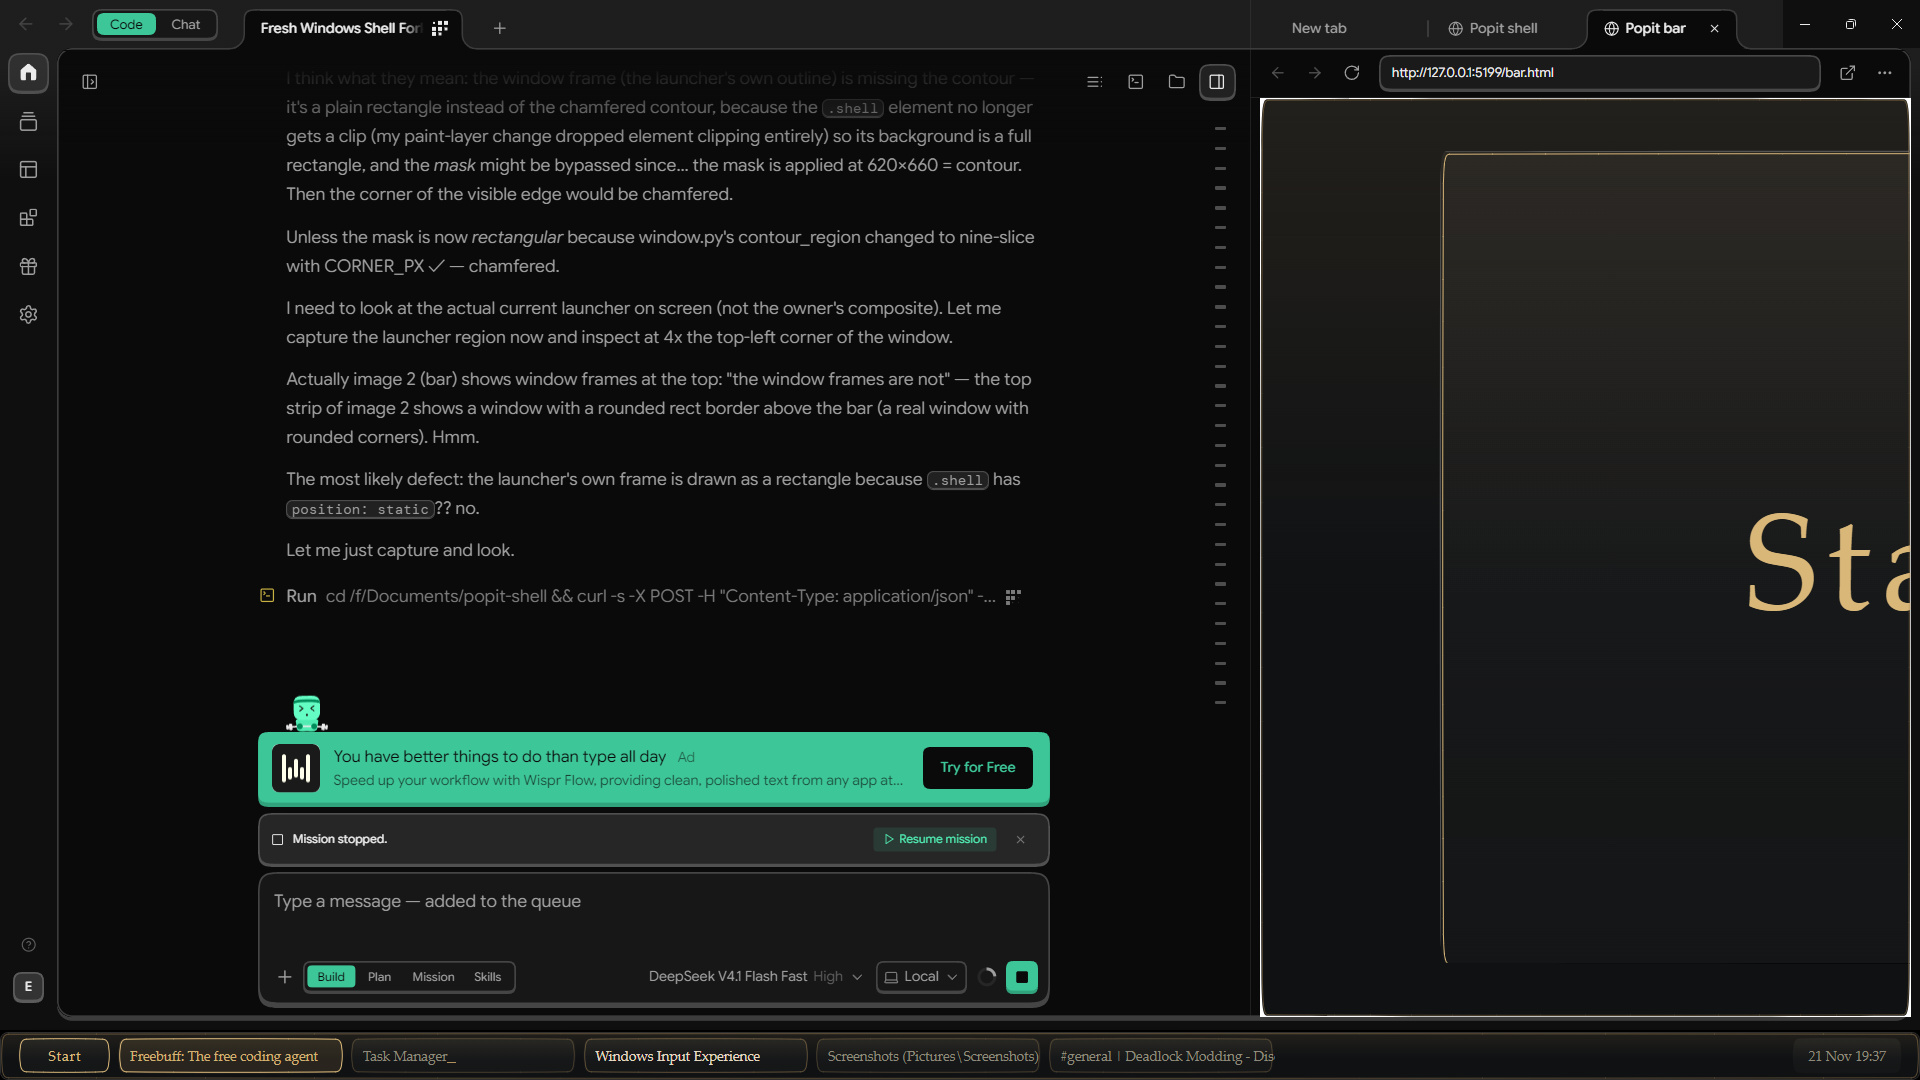 Code
Chat
Fresh Windows Shell For
New tab
Popit shell
Popit bar
http://127.0.0.1:5199/bar.html
I think what they mean: the window frame (the launcher's own outline) is missing the contour —
it's a plain rectangle instead of the chamfered contour, because the .shell element no longer
gets a clip (my paint-layer change dropped element clipping entirely) so its background is a full
rectangle, and the mask might be bypassed since... the mask is applied at 620×660 = contour.
Then the corner of the visible edge would be chamfered.
Unless the mask is now rectangular because window.py's contour_region changed to nine-slice
with CORNER_PX ✓ — chamfered.
I need to look at the actual current launcher on screen (not the owner's composite). Let me
capture the launcher region now and inspect at 4x the top-left corner of the window.
Actually image 2 (bar) shows window frames at the top: "the window frames are not" — the top
strip of image 2 shows a window with a rounded rect border above the bar (a real window with
rounded corners). Hmm.
The most likely defect: the launcher's own frame is drawn as a rectangle because .shell has
position: static?? no.
Let me just capture and look.
Run cd /f/Documents/popit-shell && curl -s -X POST -H "Content-Type: application/json" -...
You have better things to do than type all day Ad
Speed up your workflow with Wispr Flow, providing clean, polished text from any app at...
Try for Free
Mission stopped.
Resume mission
Type a message — added to the queue
Build
Plan
Mission
Skills
DeepSeek V4.1 Flash Fast High
Local
E
Sta
Start
Freebuff: The free coding agent
Task Manager_
Windows Input Experience
Screenshots (Pictures\Screenshots)
#general | Deadlock Modding - Dis
21 Nov 19:37